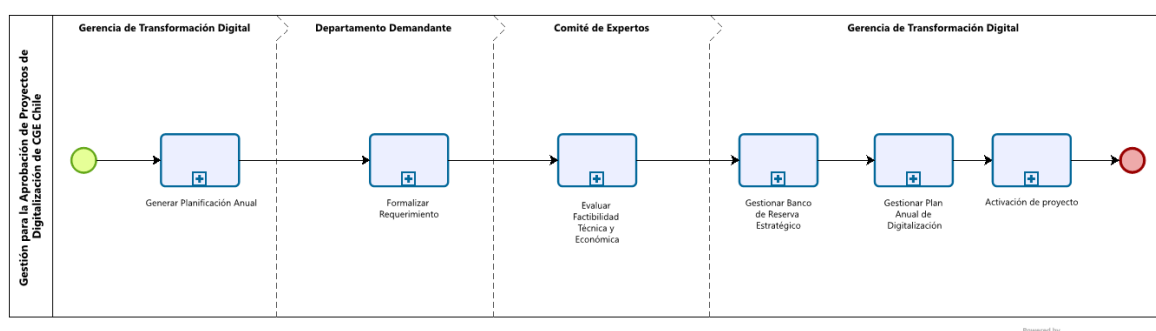 Gerencia de Transformación Digital
Departamento Demandante
Comité de Expertos
Gerencia de Transformación Digital
Gestión para la Aprobación de Proyectos de
Digitalización de CGE Chile
Generar Planificación Anual
Formalizar
Requerimiento
Evaluar
Factibilidad
Técnica y
Económica
Gestionar Banco
de Reserva
Estratégico
Gestionar Plan
Anual de
Digitalización
Activación de proyecto
Powered by